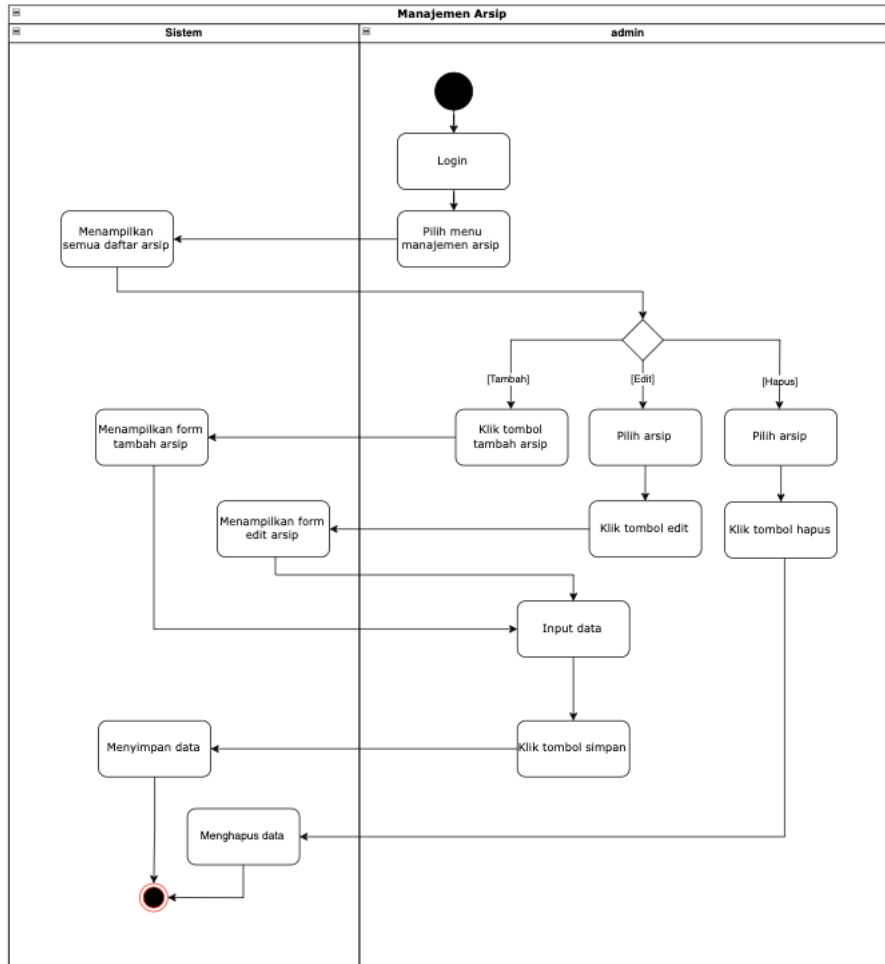 Manajemen Arsip
Sistem
admin
Login
Pilih menu
manajemen arsip
Menampilkan
semua daftar arsip
[Tambah]
[Edit]
[Hapus]
Klik tombol
tambah arsip
Pilih arsip
Pilih arsip
Menampilkan form
tambah arsip
Klik tombol edit
Klik tombol hapus
Menampilkan form
edit arsip
Input data
Klik tombol simpan
Menyimpan data
Menghapus data